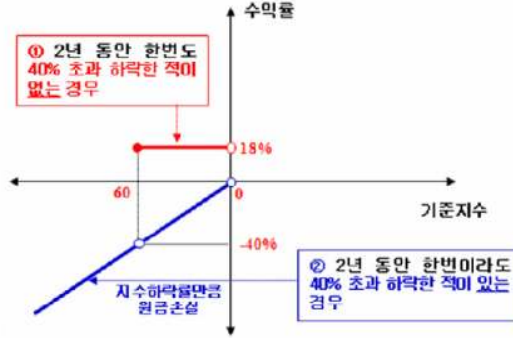 수익률
① 2년 동안 한번도
40% 초과 하락한 적이
없는 경우
18%
60
0
기준지수
-40%
지수하락률만큼
원금손실
② 2년 동안 한번이라도
40% 초과 하락한 적이 있는
경우